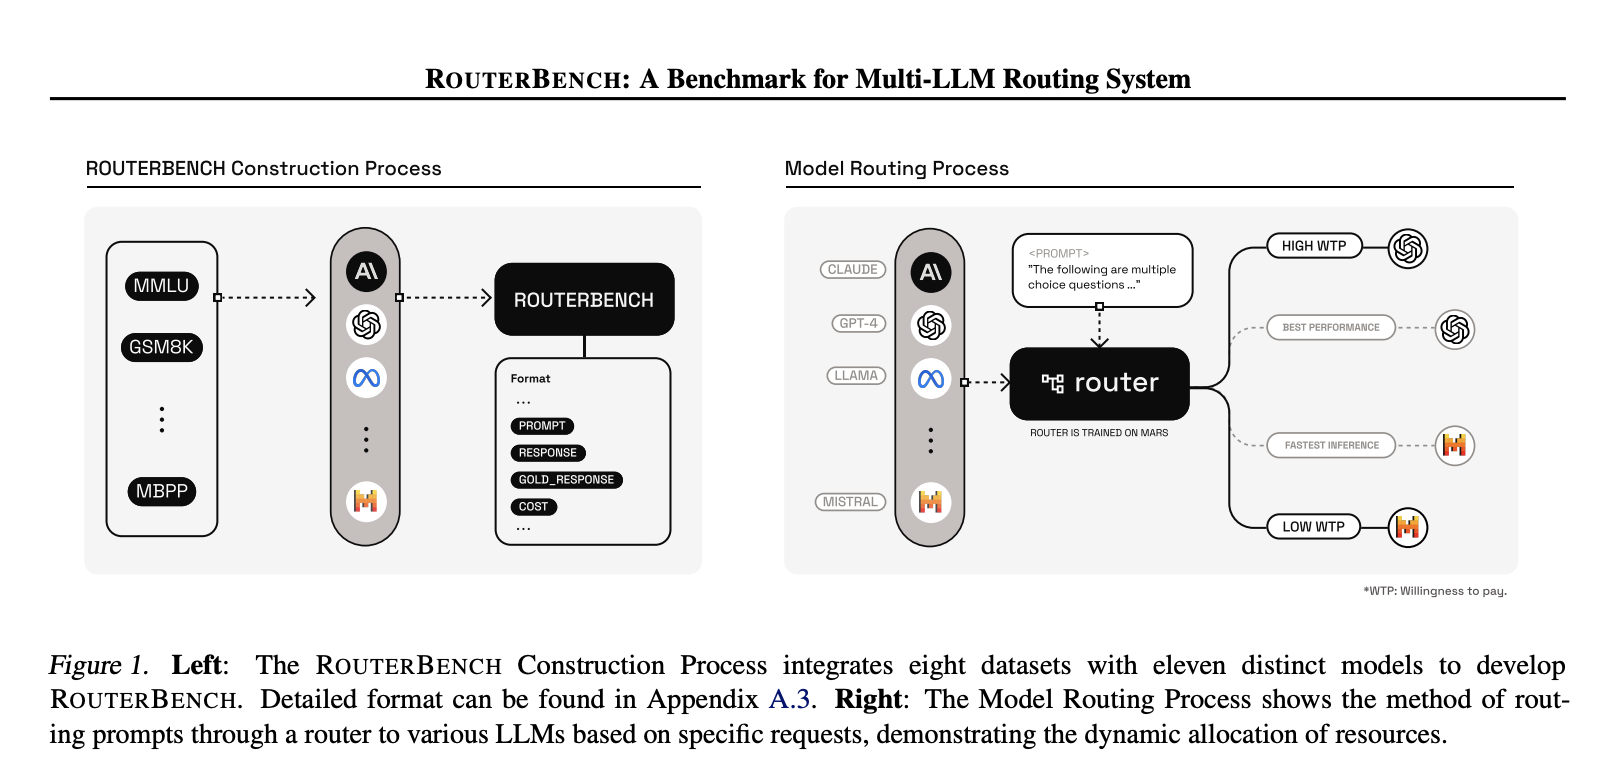 ROUTERBENCH: A Benchmark for Multi-LLM Routing System
ROUTERBENCH Construction Process
MMLU
GSM8K
⋮
MBPP
A\
⋮
ROUTERBENCH
Format
...
PROMPT
RESPONSE
GOLD_RESPONSE
COST
...
Model Routing Process
CLAUDE
GPT-4
LLAMA
MISTRAL
A\
⋮
<PROMPT>
"The following are multiple
choice questions ..."
router
ROUTER IS TRAINED ON MARS
HIGH WTP
BEST PERFORMANCE
FASTEST INFERENCE
LOW WTP
*WTP: Willingness to pay.
Figure 1. Left: The ROUTERBENCH Construction Process integrates eight datasets with eleven distinct models to develop
ROUTERBENCH. Detailed format can be found in Appendix A.3. Right: The Model Routing Process shows the method of rout-
ing prompts through a router to various LLMs based on specific requests, demonstrating the dynamic allocation of resources.